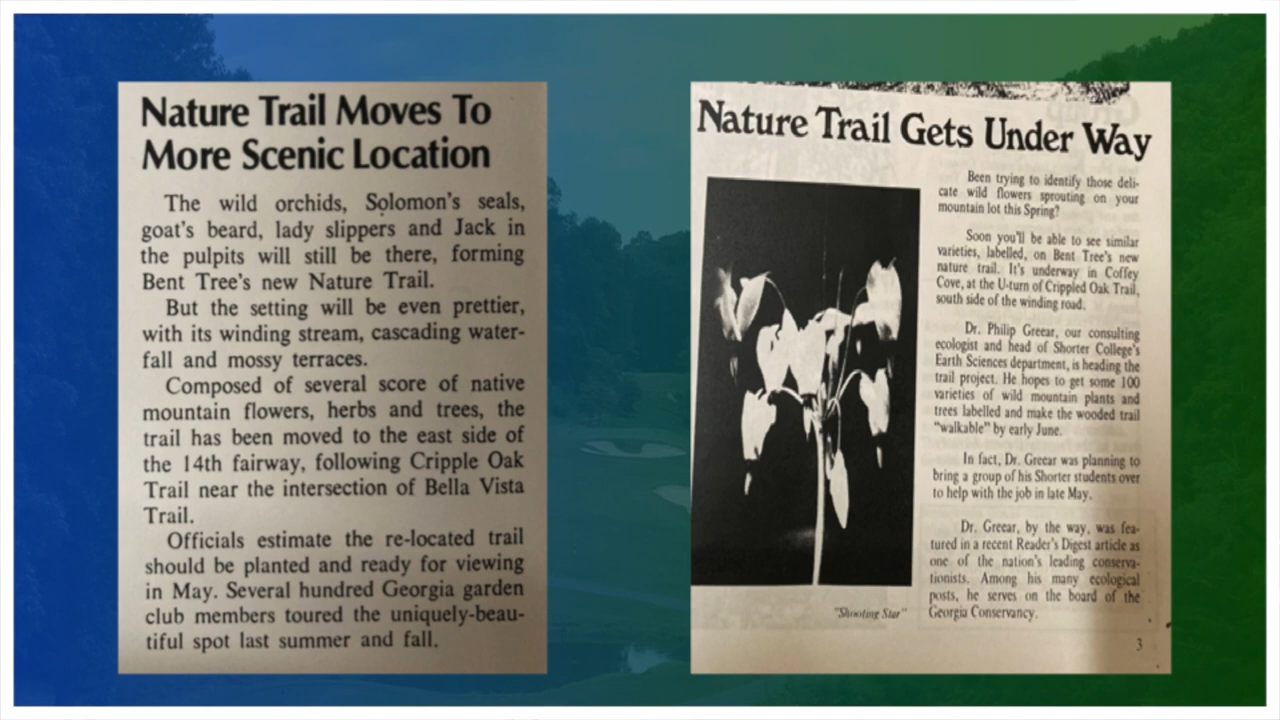 Nature Trail Moves To
More Scenic Location
The wild orchids, Solomon's seals,
goat's beard, lady slippers and Jack in
the pulpits will still be there, forming
Bent Tree's new Nature Trail.
But the setting will be even prettier,
with its winding stream, cascading water-
fall and mossy terraces.
Composed of several score of native
mountain flowers, herbs and trees, the
trail has been moved to the east side of
the 14th fairway, following Cripple Oak
Trail near the intersection of Bella Vista
Trail.
Officials estimate the re-located trail
should be planted and ready for viewing
in May. Several hundred Georgia garden
club members toured the uniquely-beau-
tiful spot last summer and fall.
Nature Trail Gets Under Way
Been trying to identify those deli-
cate wild flowers sprouting on your
mountain lot this Spring?
Soon you'll be able to see similar
varieties, labelled, on Bent Tree's new
nature trail. It's underway in Coffey
Cove, at the U-turn of Crippled Oak Trail,
south side of the winding road.
Dr. Philip Greear, our consulting
ecologist and head of Shorter College's
Earth Sciences department, is heading the
trail project. He hopes to get some 100
varieties of wild mountain plants and
trees labelled and make the wooded trail
"walkable" by early June.
In fact, Dr. Greear was planning to
bring a group of his Shorter students over
to help with the job in late May.
Dr. Greear, by the way, was fea-
tured in a recent Reader's Digest article as
one of the nation's leading conserva-
tionists. Among his many ecological
posts, he serves on the board of the
Georgia Conservancy.
"Shooting Star"
3